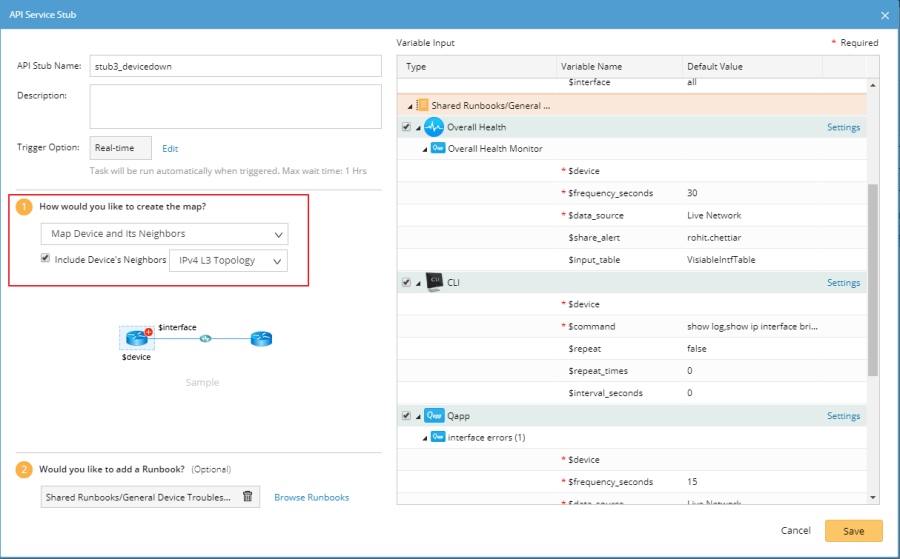 API Service Stub
API Stub Name: stub3_devicedown
Description:
Trigger Option: Real-time Edit
Task will be run automatically when triggered. Max wait time: 1 Hrs
1 How would you like to create the map?
Map Device and Its Neighbors
Include Device's Neighbors IPv4 L3 Topology
$interface
$device
Sample
2 Would you like to add a Runbook? (Optional)
Shared Runbooks/General Device Troubles... Browse Runbooks
Variable Input * Required
Type Variable Name Default Value
$interface all
Shared Runbooks/General ...
Overall Health Settings
Qapp Overall Health Monitor
* $device
* $frequency_seconds 30
* $data_source Live Network
$share_alert rohit.chettiar
$input_table VisiableIntfTable
CLI CLI Settings
* $device
* $command show log,show ip interface bri...
$repeat false
$repeat_times 0
$interval_seconds 0
Qapp Qapp Settings
Qapp interface errors (1)
* $device
* $frequency_seconds 15
* $data_source Live Network
Cancel Save